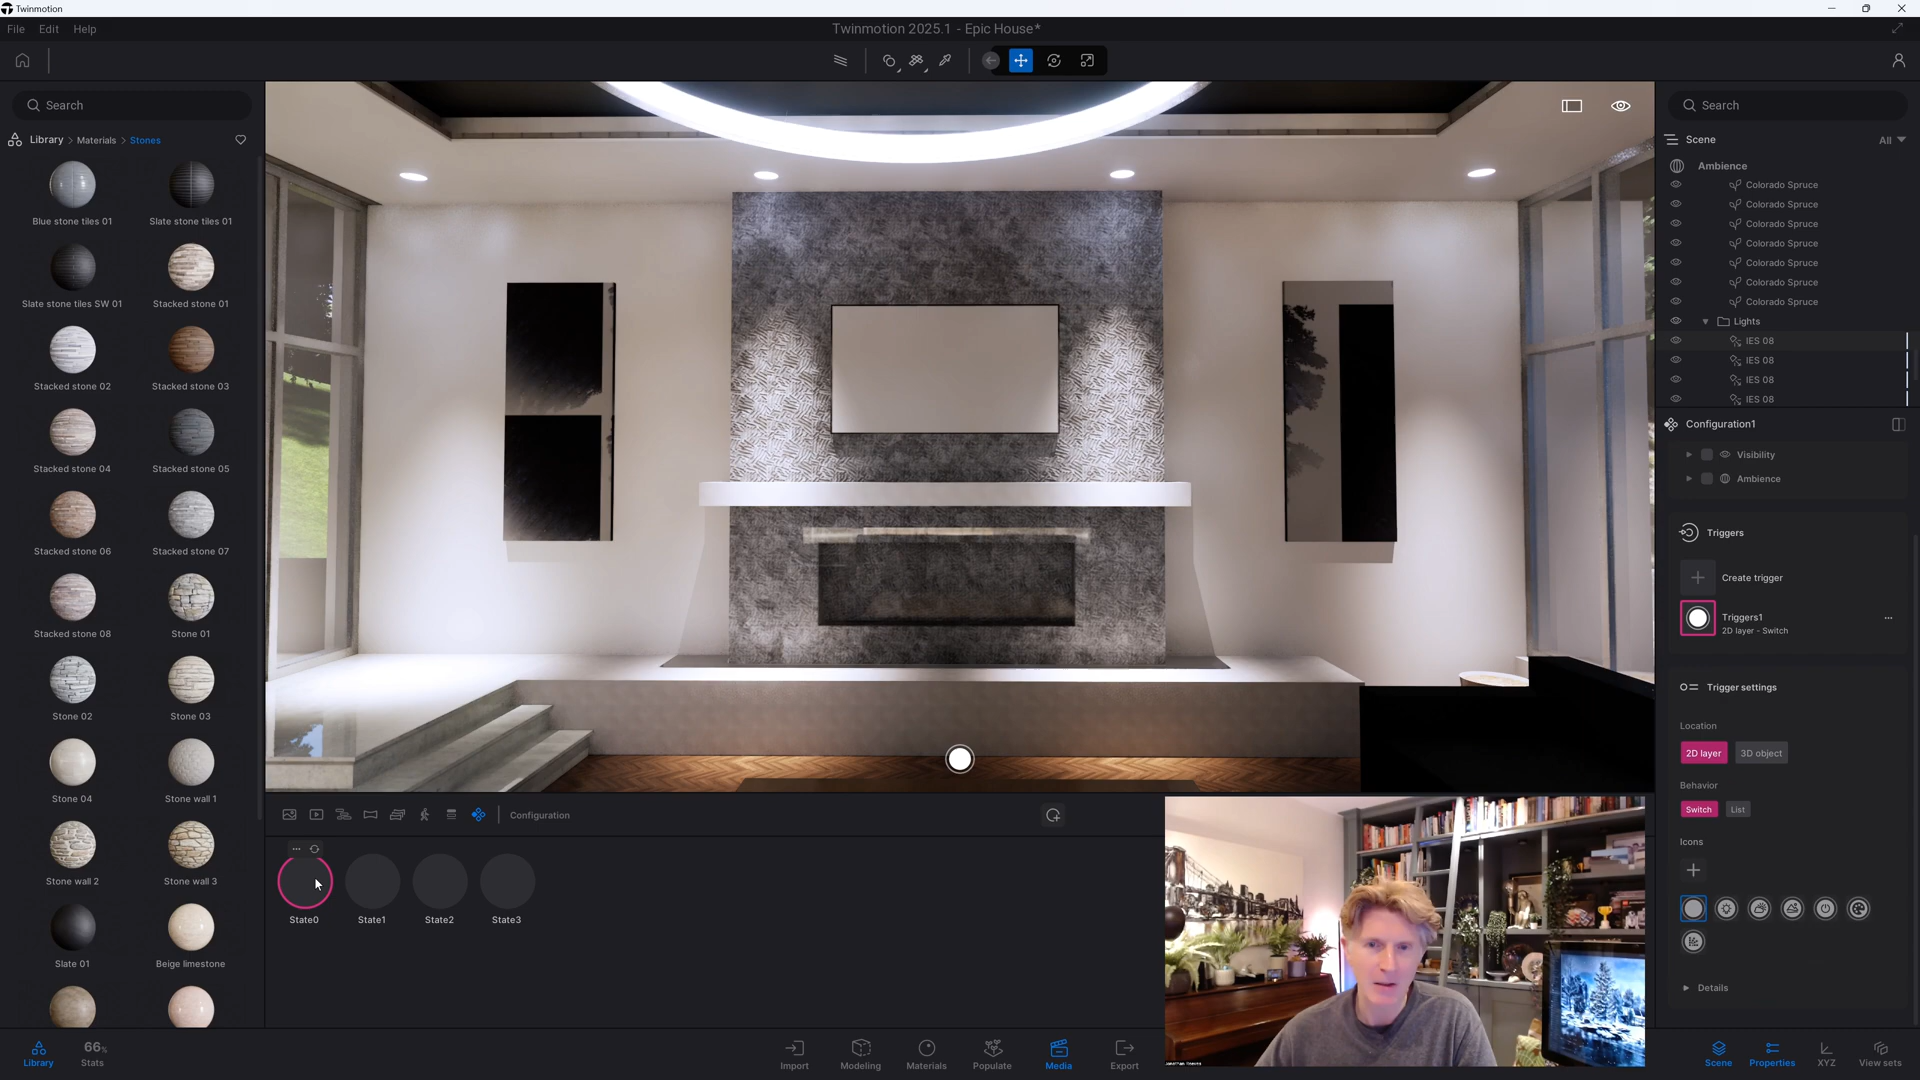 Twinmotion
File Edit Help
Twinmotion 2025.1 - Epic House*
Search
Library > Materials > Stones
Blue stone tiles 01
Slate stone tiles 01
Slate stone tiles SW 01
Stacked stone 01
Stacked stone 02
Stacked stone 03
Stacked stone 04
Stacked stone 05
Stacked stone 06
Stacked stone 07
Stacked stone 08
Stone 01
Stone 02
Stone 03
Stone 04
Stone wall 1
Stone wall 2
Stone wall 3
Slate 01
Beige limestone
Library
66%
Stats
Configuration
State0
State1
State2
State3
Import
Modeling
Materials
Populate
Media
Export
Search
Scene
All
Ambience
Colorado Spruce
Colorado Spruce
Colorado Spruce
Colorado Spruce
Colorado Spruce
Colorado Spruce
Colorado Spruce
Lights
IES 08
IES 08
IES 08
IES 08
Configuration1
Visibility
Ambience
Triggers
Create trigger
Triggers1
2D layer - Switch
Trigger settings
Location
2D layer
3D object
Behavior
Switch
List
Icons
Details
Scene
Properties
XYZ
View sets